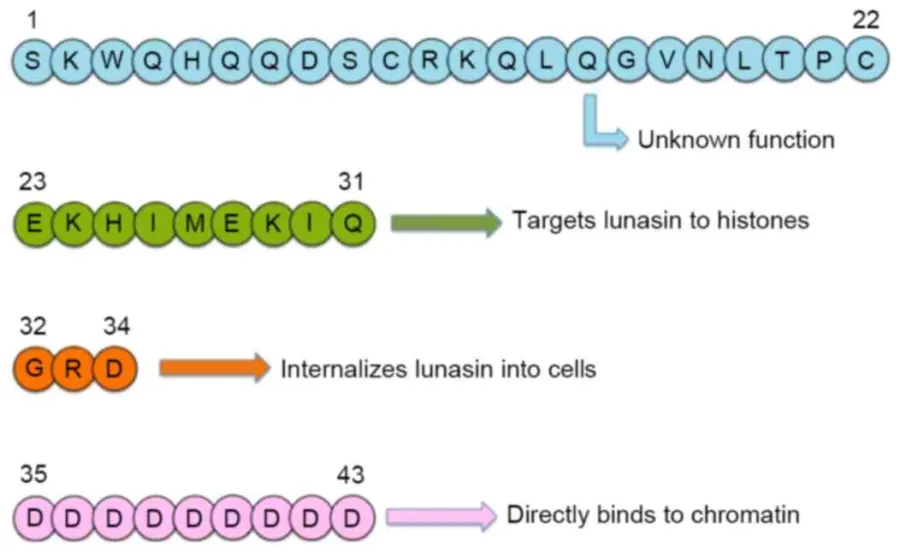 1 22
S K W Q H Q Q D S C R K Q L Q G V N L T P C
Unknown function
23 31
E K H I M E K I Q
Targets lunasin to histones
32 34
G R D
Internalizes lunasin into cells
35 43
D D D D D D D D D
Directly binds to chromatin